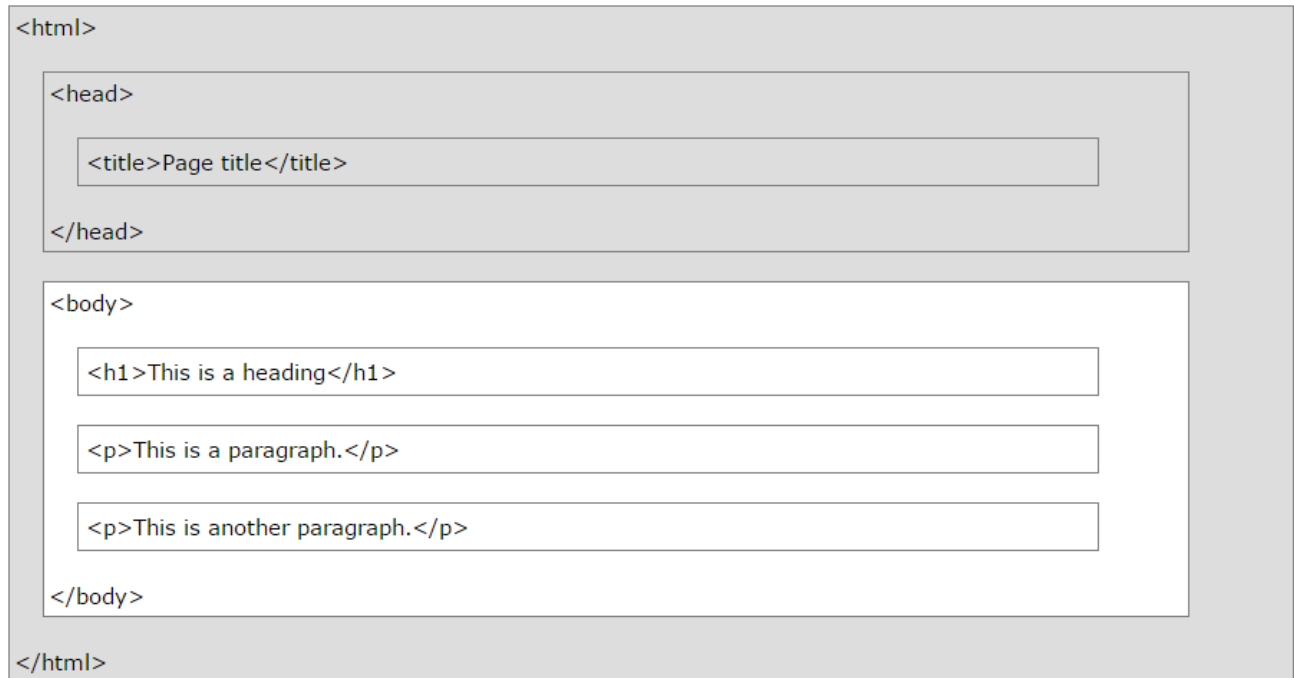 <html>
<head>
<title>Page title</title>
</head>
<body>
<h1>This is a heading</h1>
<p>This is a paragraph.</p>
<p>This is another paragraph.</p>
</body>
</html>